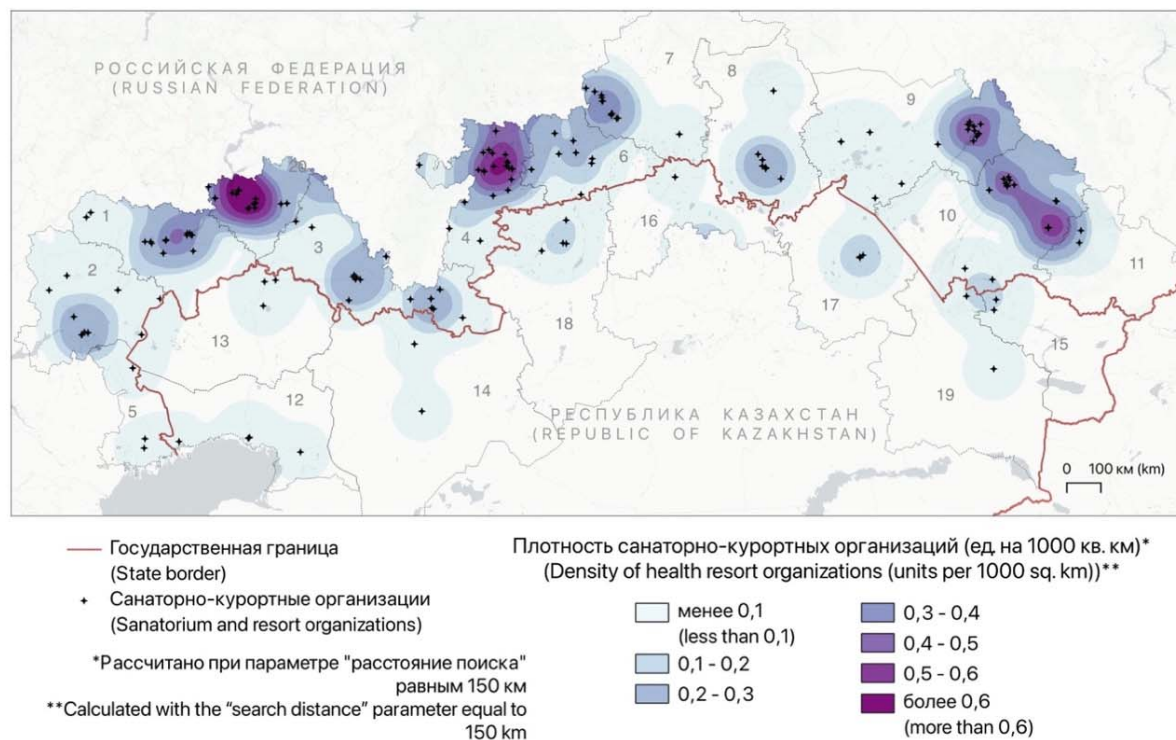 РОССИЙСКАЯ ФЕДЕРАЦИЯ
(RUSSIAN FEDERATION)
7
8
9
20
6
1
2
3
4
16
10
11
17
13
18
15
14
19
12
5
РЕСПУБЛИКА КАЗАХСТАН
(REPUBLIC OF KAZAKHSTAN)
0 100 км (km)
Государственная граница
(State border)
Санаторно-курортные организации
(Sanatorium and resort organizations)
*Рассчитано при параметре "расстояние поиска"
равным 150 км
**Calculated with the “search distance” parameter equal to
150 km
Плотность санаторно-курортных организаций (ед. на 1000 кв. км)*
(Density of health resort organizations (units per 1000 sq. km))**
менее 0,1
(less than 0,1)
0,1 - 0,2
0,2 - 0,3
0,3 - 0,4
0,4 - 0,5
0,5 - 0,6
более 0,6
(more than 0,6)